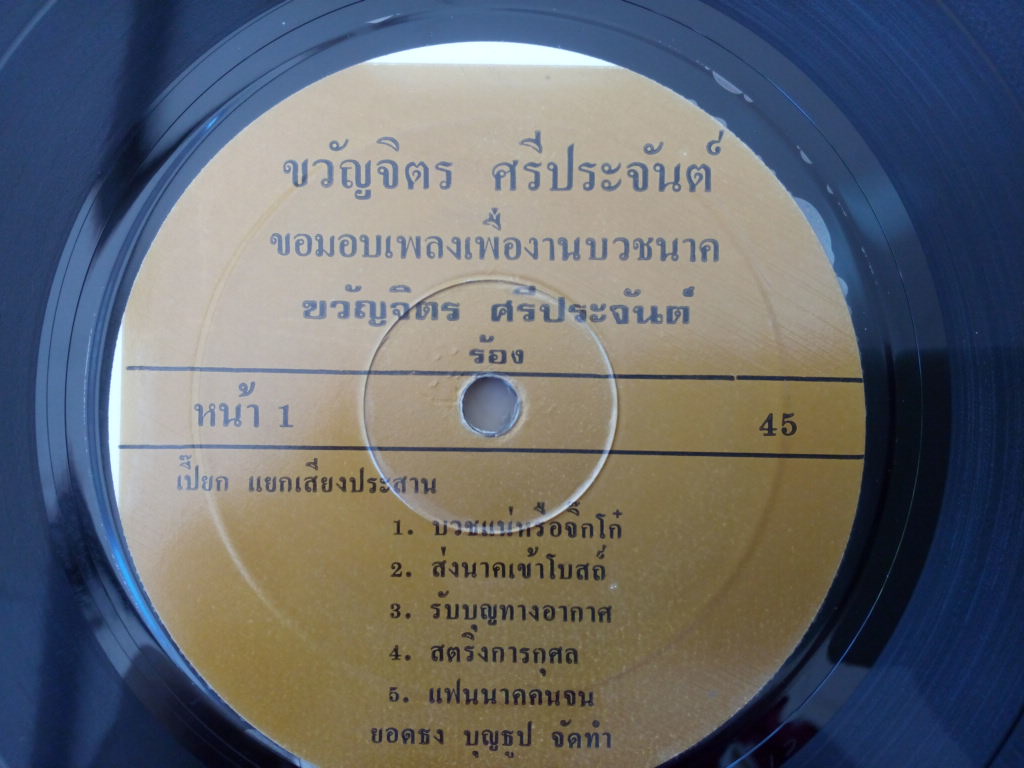 ขวัญจิตร ศรีประจันต์
ขอมอบเพลงเพื่องานบวชนาค
ขวัญจิตร ศรีประจันต์
ร้อง
หน้า 1 45
เปี๊ยก แยกเสียงประสาน
1. บวชแน่หรือจิ๊กโก๋
2. ส่งนาคเข้าโบสถ์
3. รับบุญทางอากาศ
4. สตริงการกุศล
5. แฟนนาคคนจน
ยอดธง บุญธูป จัดทำ